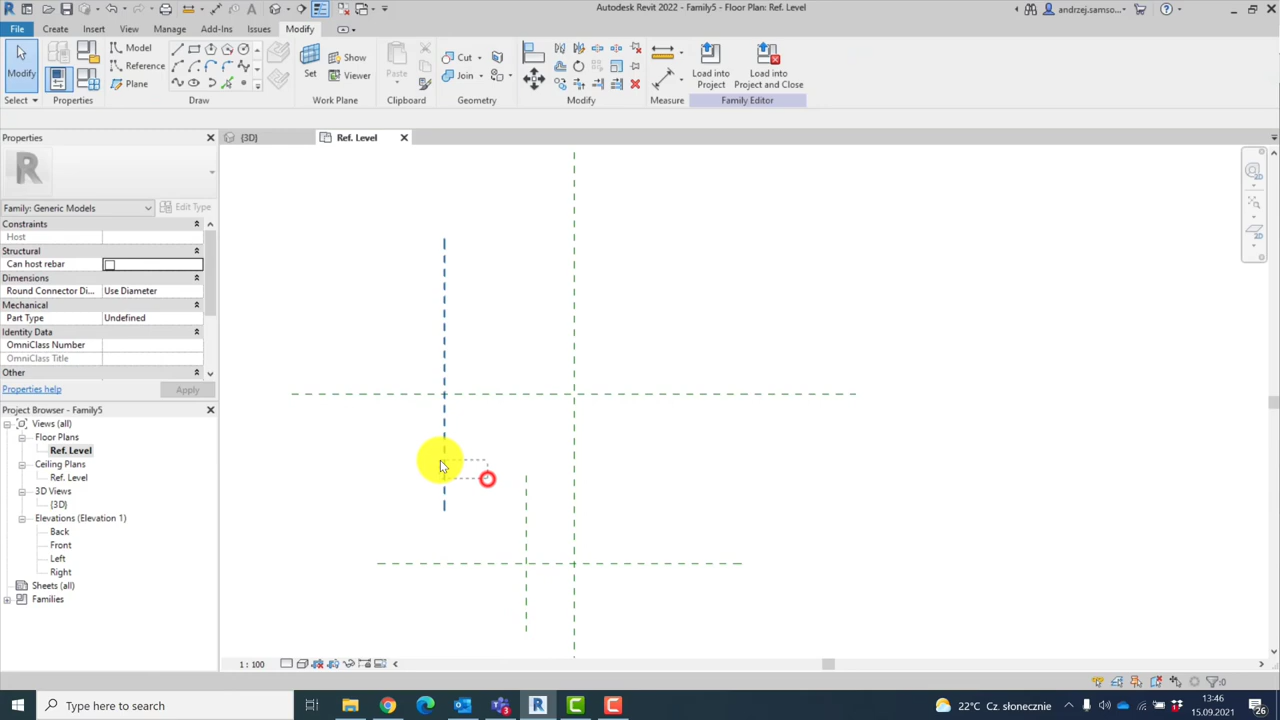 Autodesk Revit 2022 - Family5 - Floor Plan: Ref. Level
andrzej.samso...
File Create Insert View Manage Add-Ins Issues Modify
Modify
Select
Properties
Model
Reference
Plane
Draw
Set
Show
Viewer
Work Plane
Paste
Clipboard
Cut
Join
Geometry
Modify
Measure
Load into
Project
Load into
Project and Close
Family Editor
Properties
{3D}
Ref. Level
R
Family: Generic Models
Edit Type
Constraints
Host
Structural
Can host rebar
Dimensions
Round Connector Di... Use Diameter
Mechanical
Part Type Undefined
Identity Data
OmniClass Number
OmniClass Title
Other
Properties help
Apply
Project Browser - Family5
Views (all)
Floor Plans
Ref. Level
Ceiling Plans
Ref. Level
3D Views
{3D}
Elevations (Elevation 1)
Back
Front
Left
Right
Sheets (all)
Families
1 : 100
:0
Type here to search
22°C Cz. słonecznie
13:46
15.09.2021
26